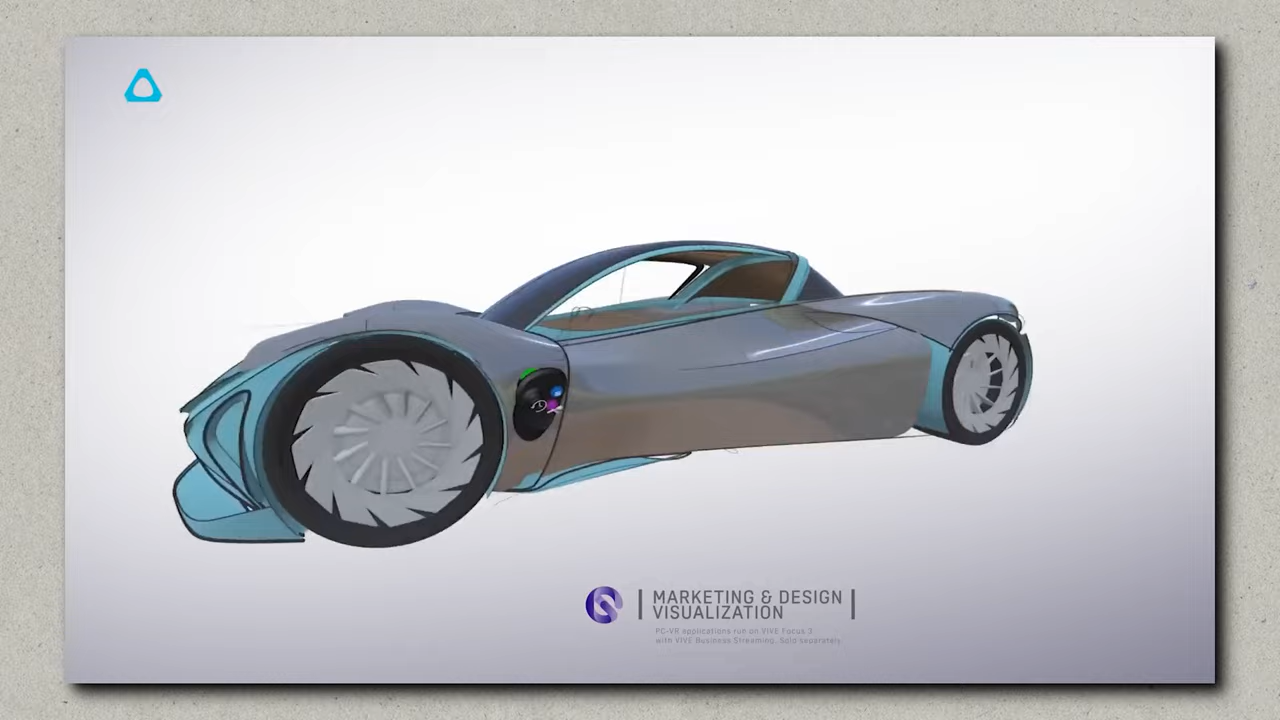 MARKETING & DESIGN
VISUALIZATION
PC-VR applications run on VIVE Focus 3
with VIVE Business Streaming. Sold separately.